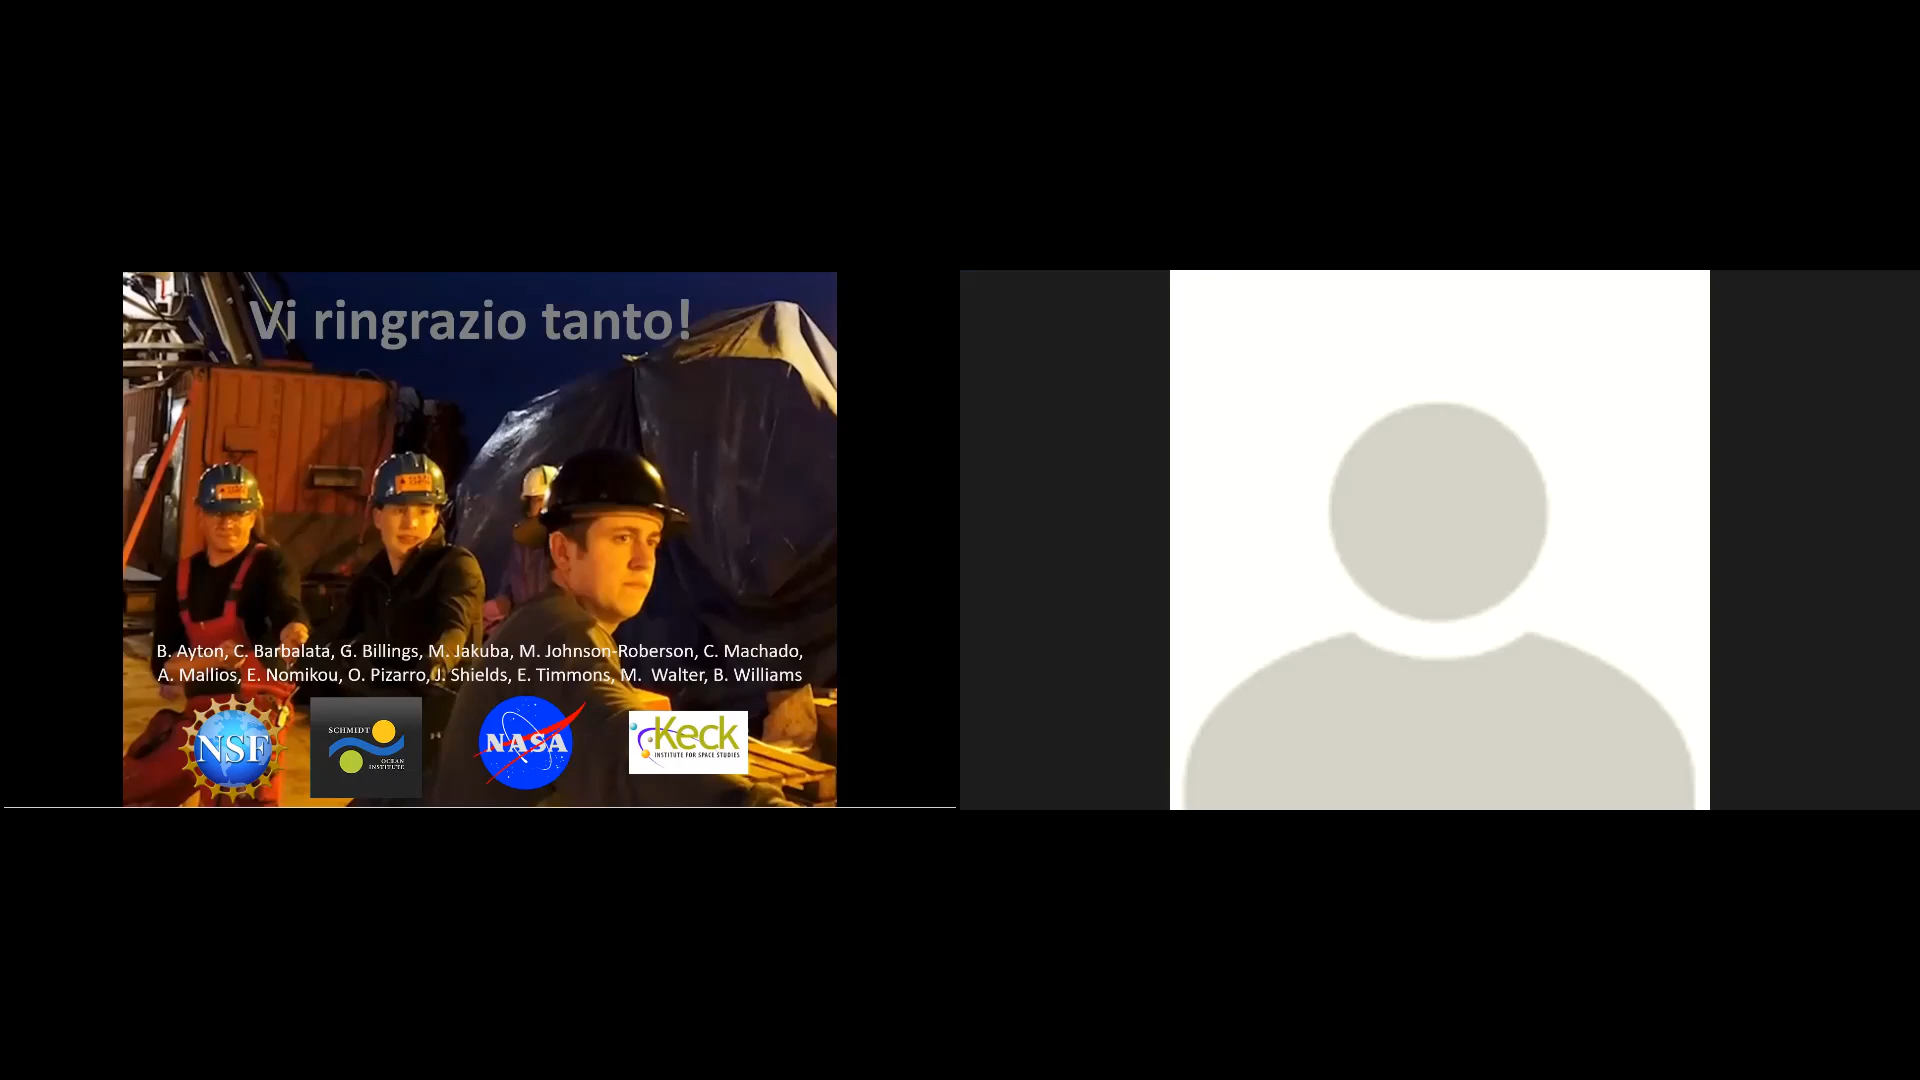 Vi ringrazio tanto!
B. Ayton, C. Barbalata, G. Billings, M. Jakuba, M. Johnson-Roberson, C. Machado,
A. Mallios, E. Nomikou, O. Pizarro, J. Shields, E. Timmons, M. Walter, B. Williams
NSF
SCHMIDT
OCEAN
INSTITUTE
NASA
Keck
INSTITUTE FOR SPACE STUDIES